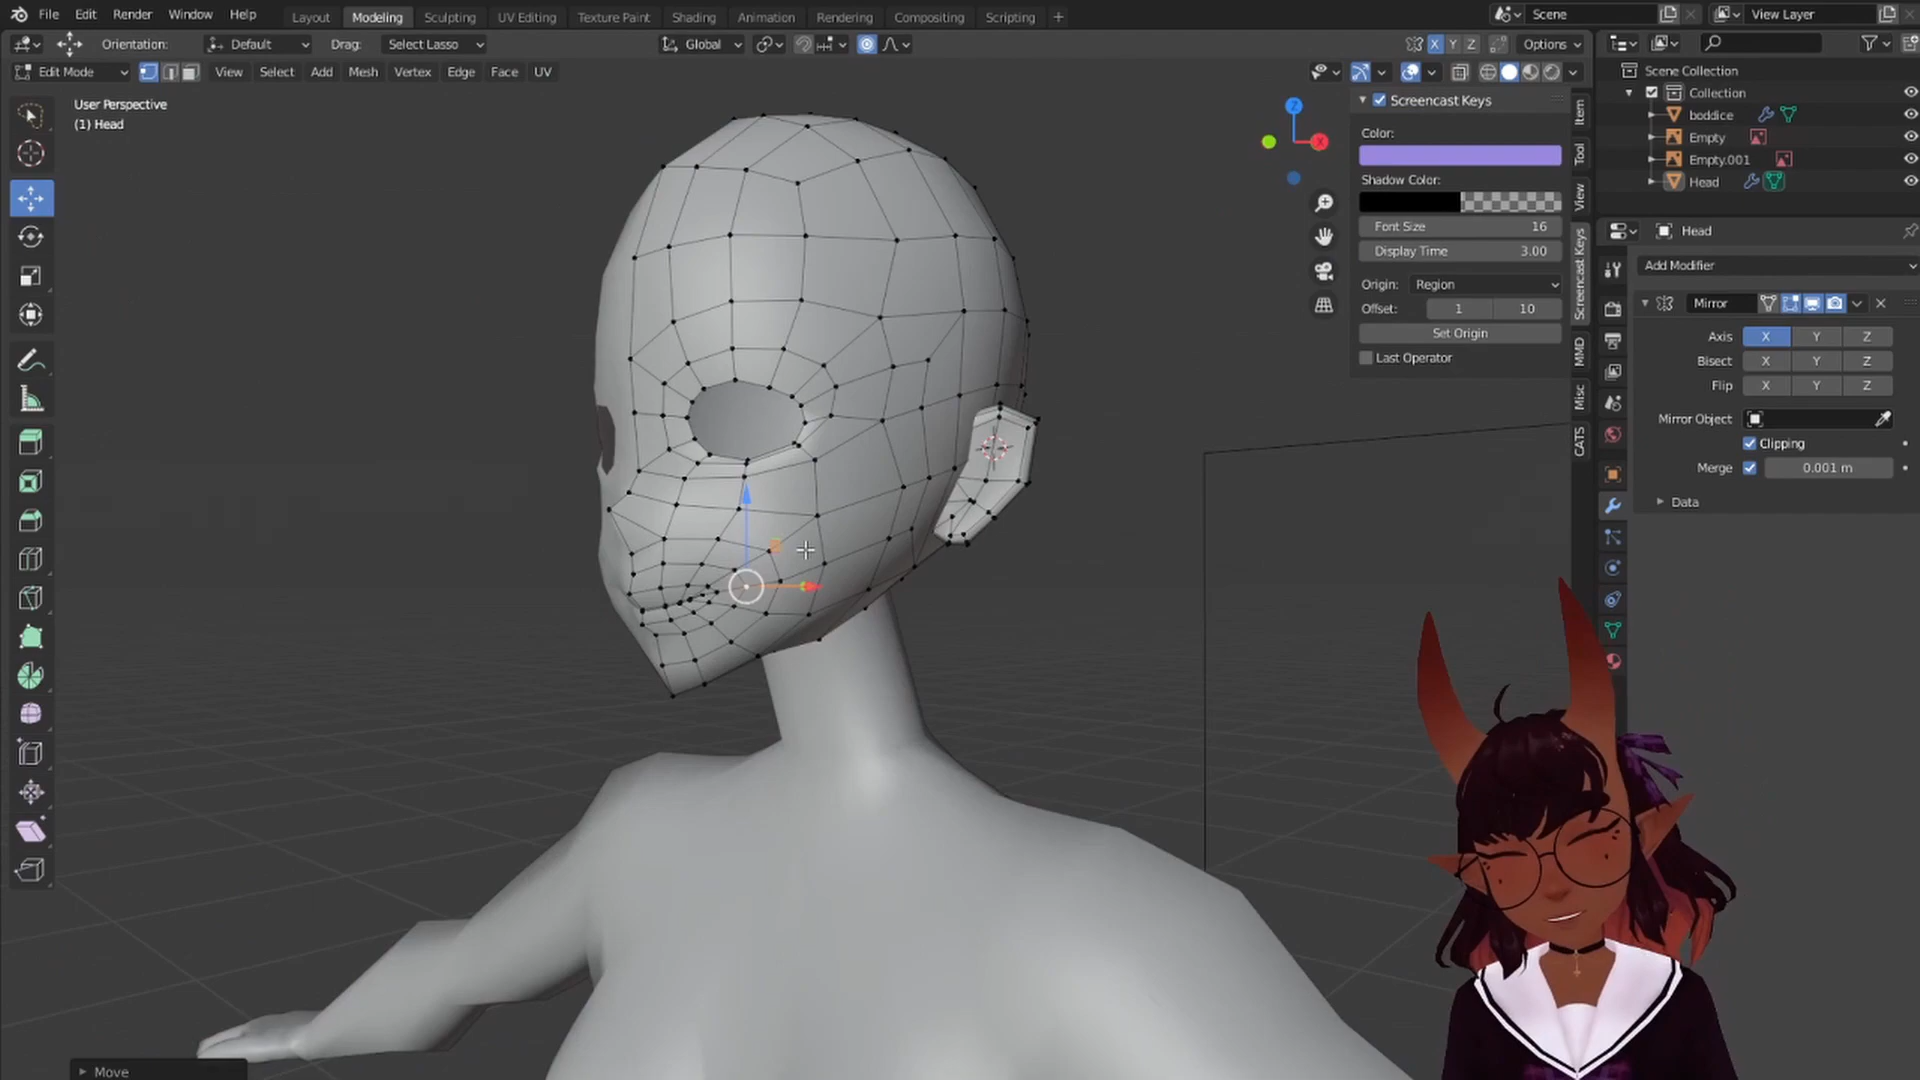 File Edit Render Window Help Layout Modeling Sculpting UV Editing Texture Paint Shading Animation Rendering Compositing Scripting + Scene View Layer
Orientation: Default Drag: Select Lasso Global X Y Z Options
Edit Mode View Select Add Mesh Vertex Edge Face UV
User Perspective
(1) Head
Z
X
Screencast Keys
Color:
Shadow Color:
Font Size 16
Display Time 3.00
Origin: Region
Offset: 1 10
Set Origin
Last Operator
Item
Tool
View
Screencast Keys
MMD
Misc
CATS
Scene Collection
Collection
boddice
Empty
Empty.001
Head
Head
Add Modifier
Mirror
Axis X Y Z
Bisect X Y Z
Flip X Y Z
Mirror Object
Clipping
Merge 0.001 m
Data
Move